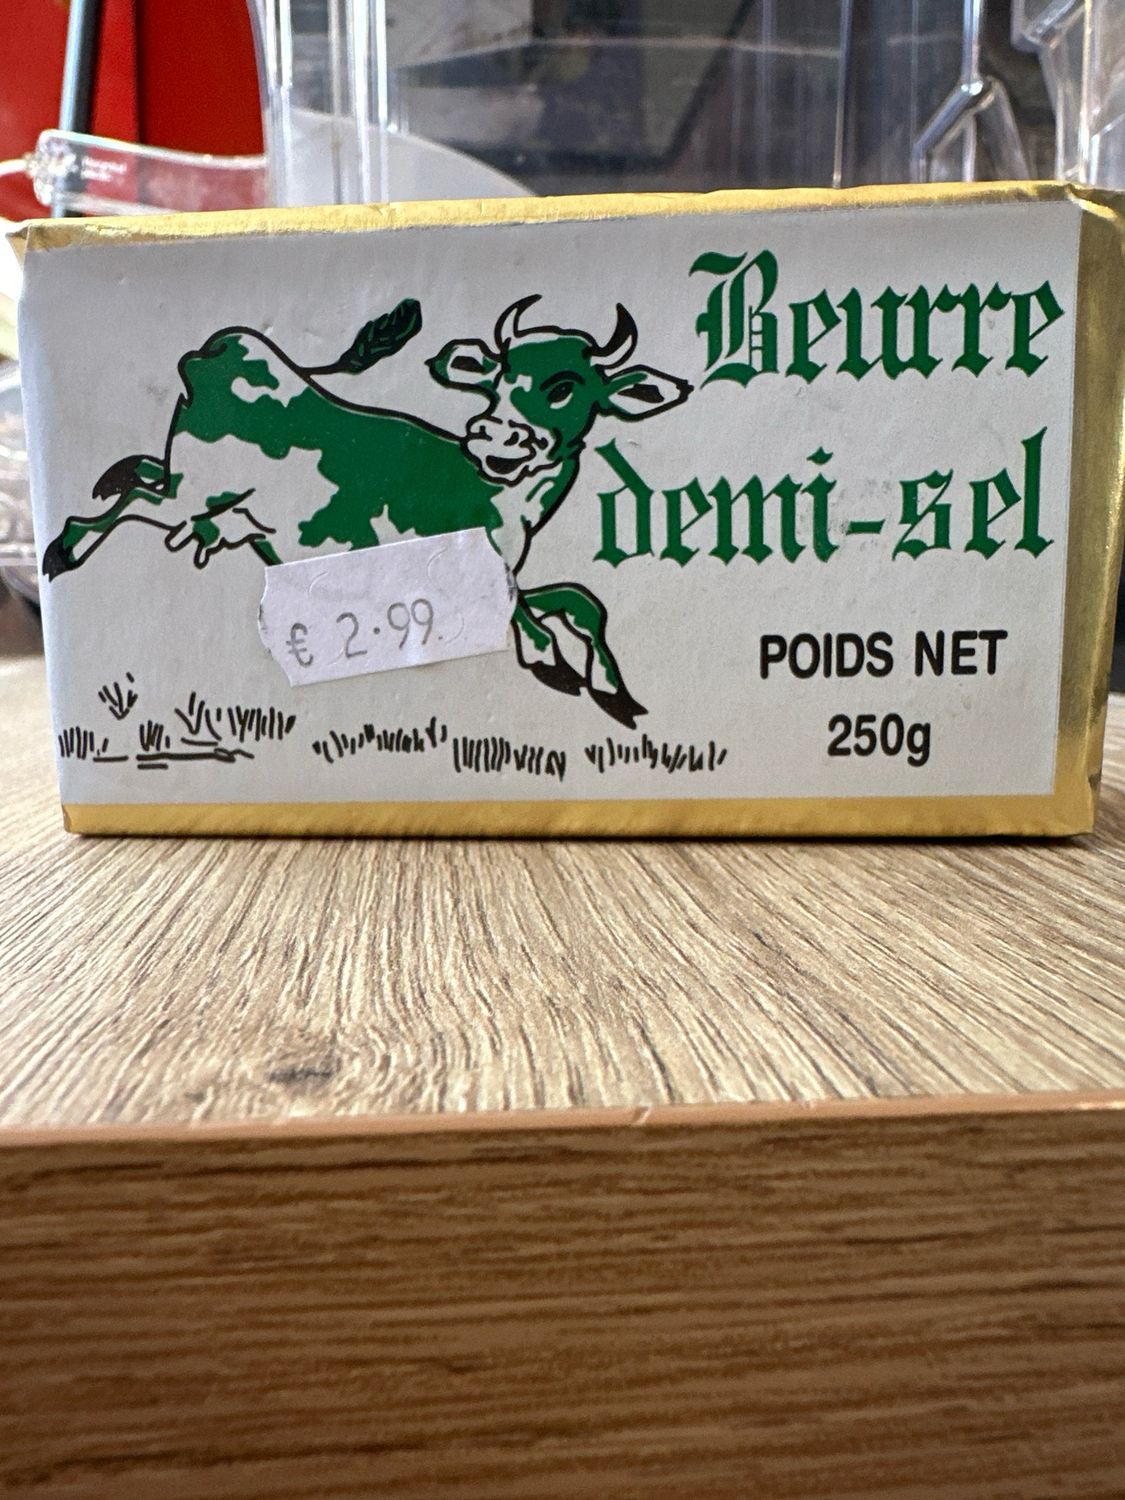 Beurre
demi-sel
€ 2.99
POIDS NET
250g